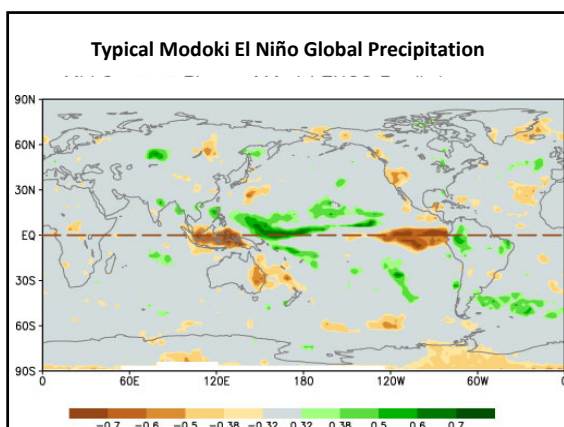 Typical Modoki El Niño Global Precipitation
90N
60N
30N
EQ
30S
60S
90S
0 60E 120E 180 120W 60W 0
-0.7 -0.6 -0.5 -0.38 -0.32 0.32 0.38 0.5 0.6 0.7